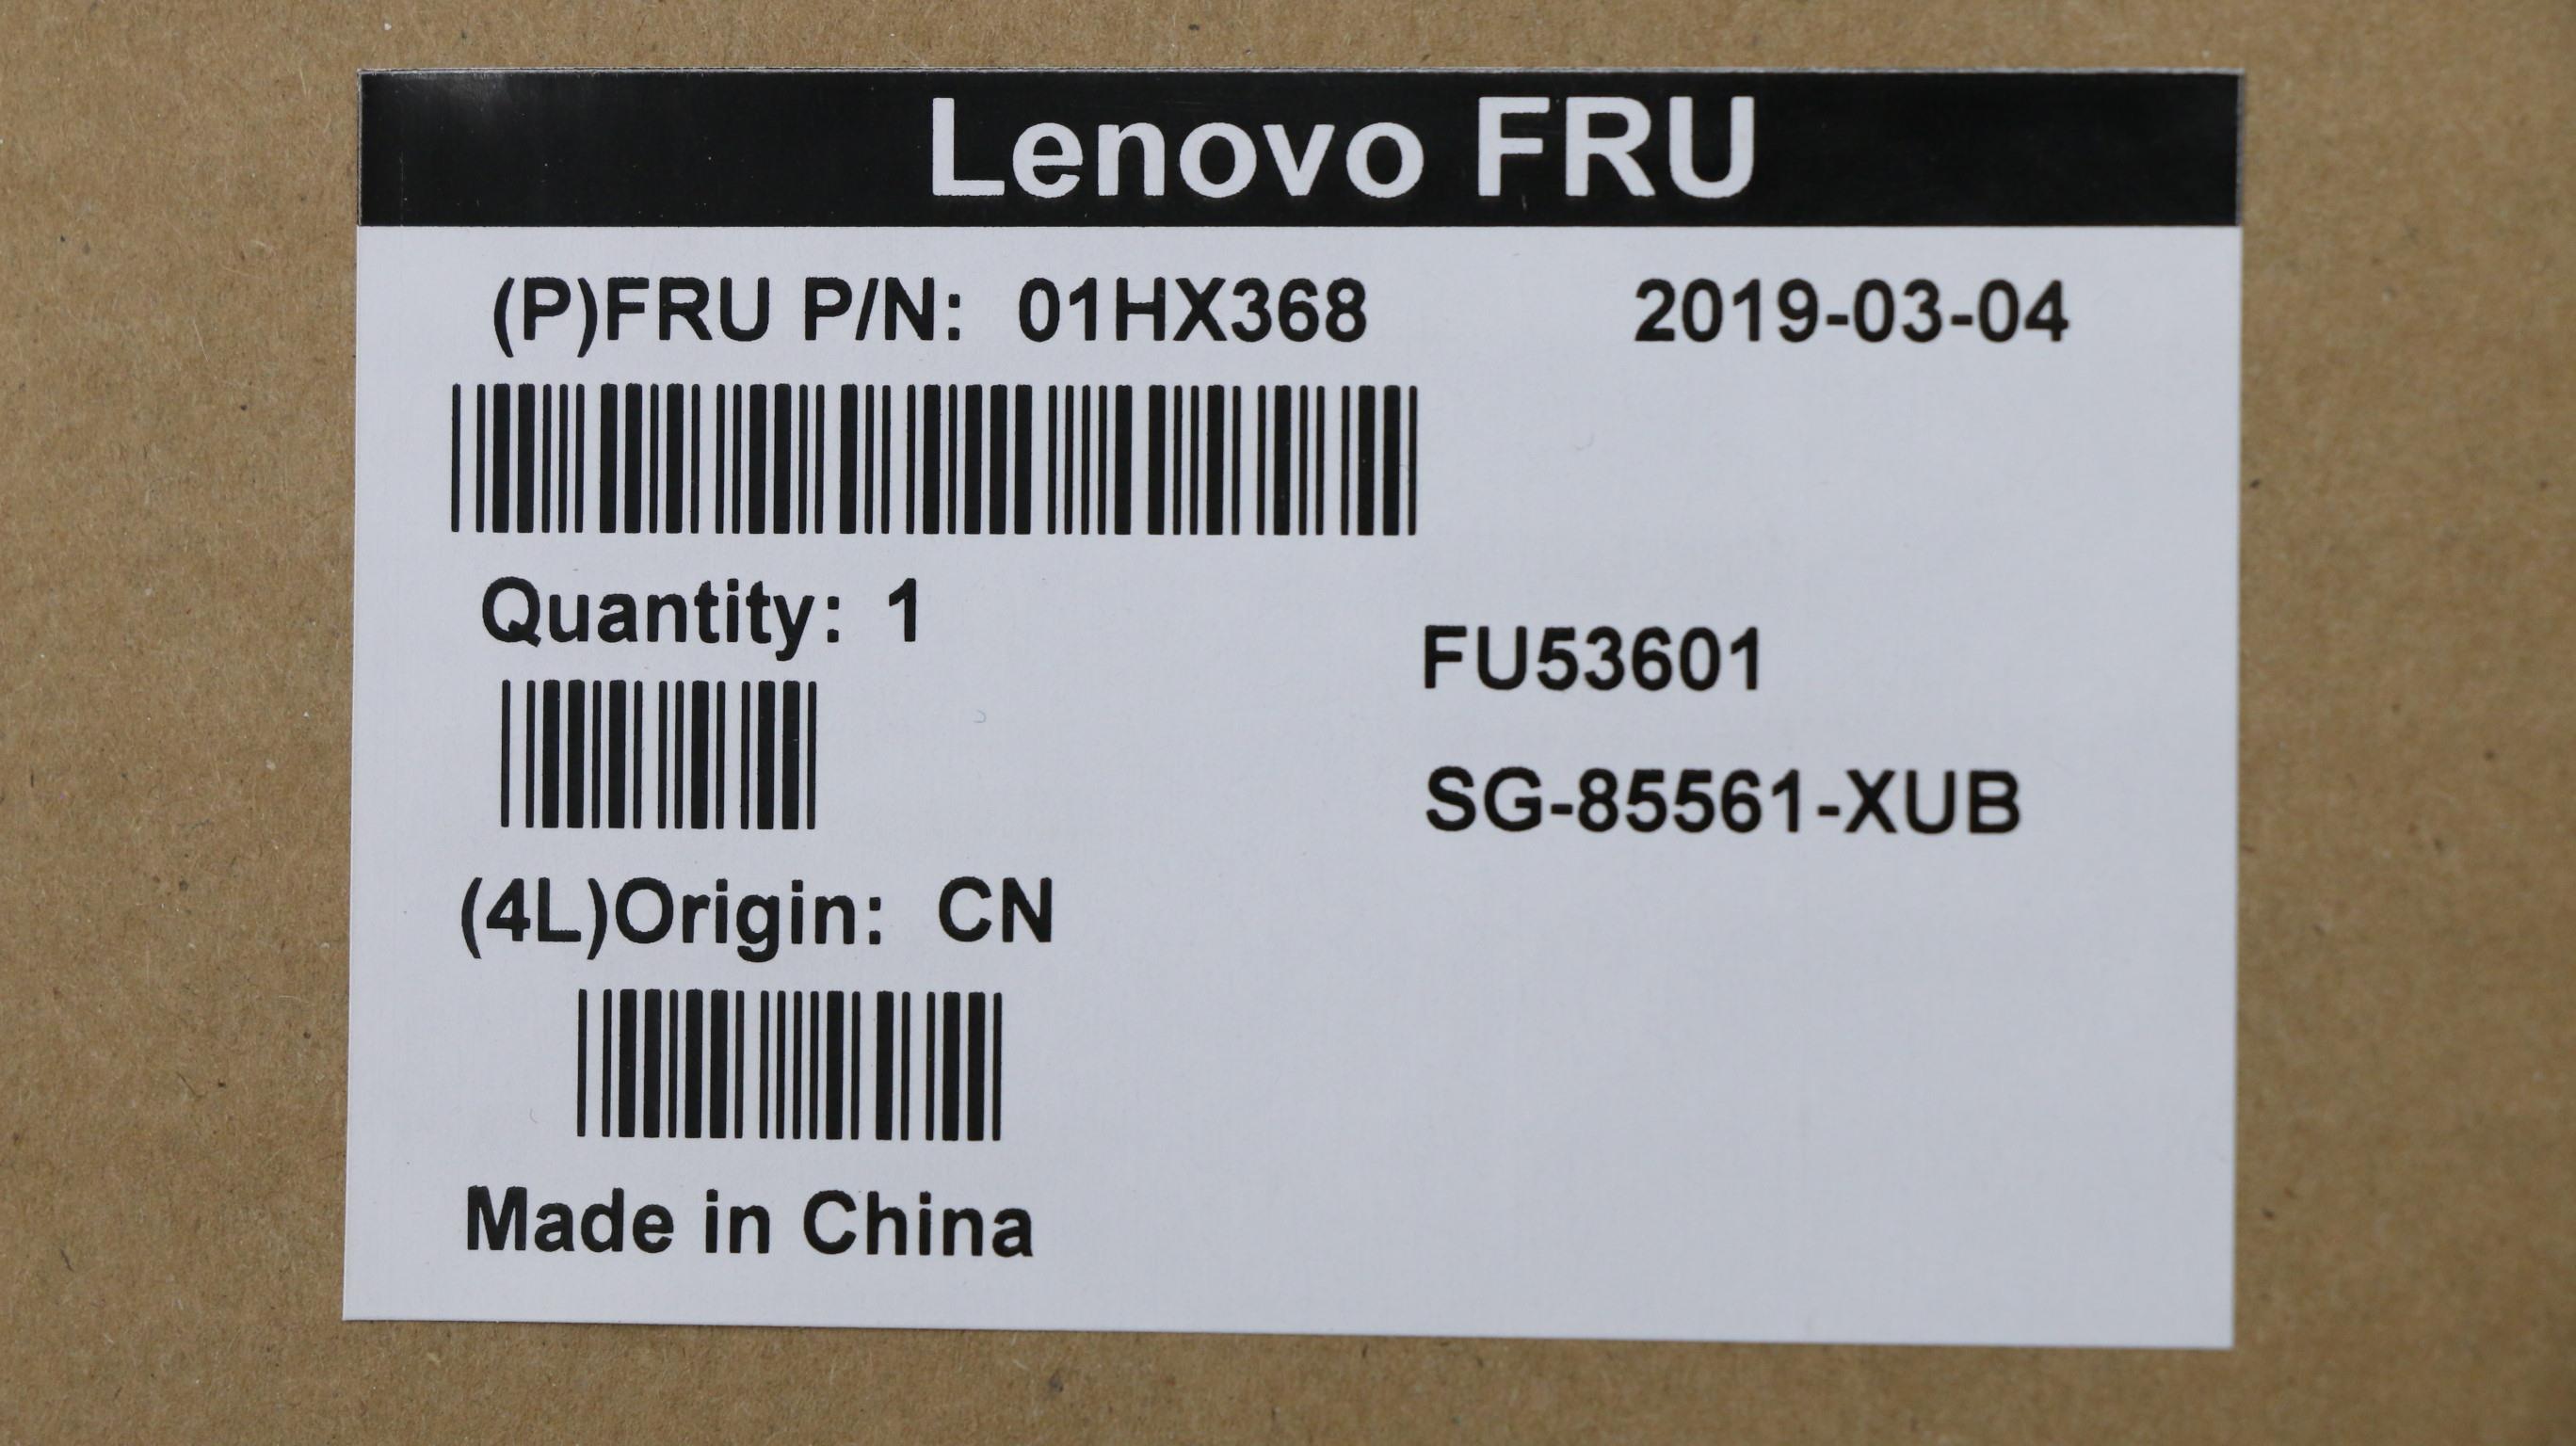 Lenovo FRU
(P)FRU P/N: 01HX368 2019-03-04
Quantity: 1
FU53601
SG-85561-XUB
(4L)Origin: CN
Made in China